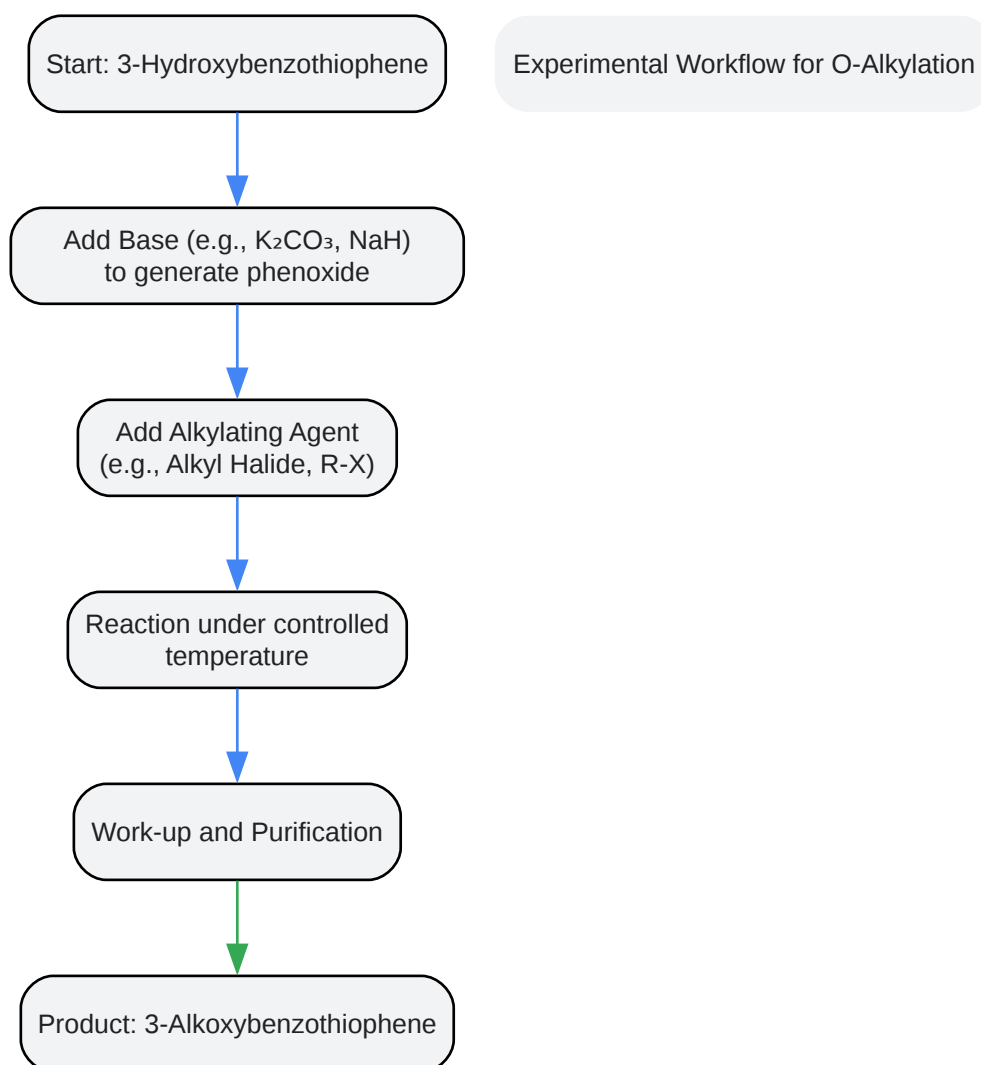 Start: 3-Hydroxybenzothiophene
Experimental Workflow for O-Alkylation
Add Base (e.g., K₂CO₃, NaH)
to generate phenoxide
Add Alkylating Agent
(e.g., Alkyl Halide, R-X)
Reaction under controlled
temperature
Work-up and Purification
Product: 3-Alkoxybenzothiophene